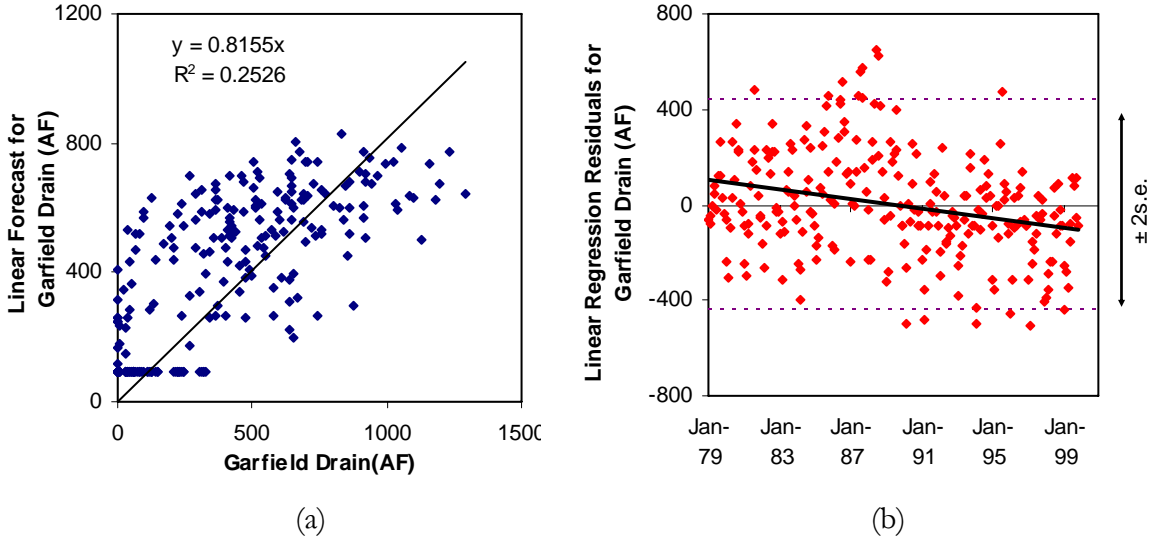 1200
800
400
0
y = 0.8155x
R² = 0.2526
Linear Forecast for
Garfield Drain (AF)
0 500 1000 1500
Garfield Drain(AF)
(a)
800
400
0
-400
-800
Linear Regression Residuals for
Garfield Drain (AF)
± 2s.e.
Jan- Jan- Jan- Jan- Jan- Jan-
79 83 87 91 95 99
(b)